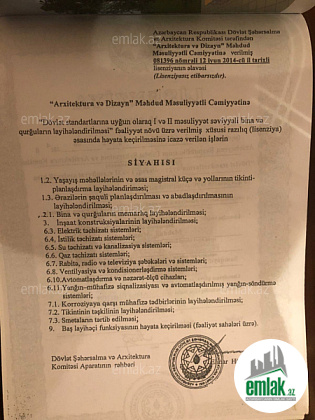 emlak.az
Azərbaycan Respublikası Dövlət Şəhərsalma
və Arxitektura Komitəsi tərəfindən
"Arxitektura və Dizayn" Məhdud
Məsuliyyətli Cəmiyyətinə verilmiş
081396 nömrəli 12 iyun 2014-cü il tarixli
lisenziyanın əlavəsi
(Lisenziyasız etibarsızdır).
"Arxitektura və Dizayn" Məhdud Məsuliyyətli Cəmiyyətinə
"Dövlət standartlarına uyğun olaraq I və II məsuliyyət səviyyəli bina və
qurğuların layihələndirilməsi" fəaliyyət növü üzrə verilmiş xüsusi razılıq (lisenziya)
əsasında həyata keçirilməsinə icazə verilən işlərin
SİYAHISI
1.2. Yaşayış məhəllələrinin və əsas magistral küçə və yollarının tikinti-
planlaşdırma layihələndirilməsi;
1.3. Ərazilərin şaquli planlaşdırılması və abadlaşdırılmasının
layihələndirilməsi;
2.1. Bina və qurğuların memarlıq layihələndirilməsi;
3. İnşaat konstruksiyalarının layihələndirilməsi;
6.3. Elektrik təchizatı sistemləri;
6.4. İstilik təchizatı sistemləri;
6.5. Su təchizatı və kanalizasiya sistemləri;
6.6. Qaz təchizatı sistemləri;
6.7. Rabitə, radio və televiziya şəbəkələri və sistemləri;
6.8. Ventilyasiya və kondisionerləşdirmə sistemləri;
6.10.Avtomatlaşdırma və nəzarət-ölçü cihazları;
6.11.Yanğın-mühafizə siqnalizasiyası və avtomatlaşdırılmış yanğın-söndürmə
sistemləri;
7.1. Korroziyaya qarşı mühafizə tədbirlərinin layihələndirilməsi;
7.2. Tikintinin təşkilinin layihələndirilməsi;
7.3. Smetaların tərtib edilməsi;
9. Baş layihəçi funksiyasının həyata keçirilməsi (fəaliyyət sahələri üzrə).
Dövlət Şəhərsalma və Arxitektura
Komitəsi Aparatının rəhbəri
emlak.az